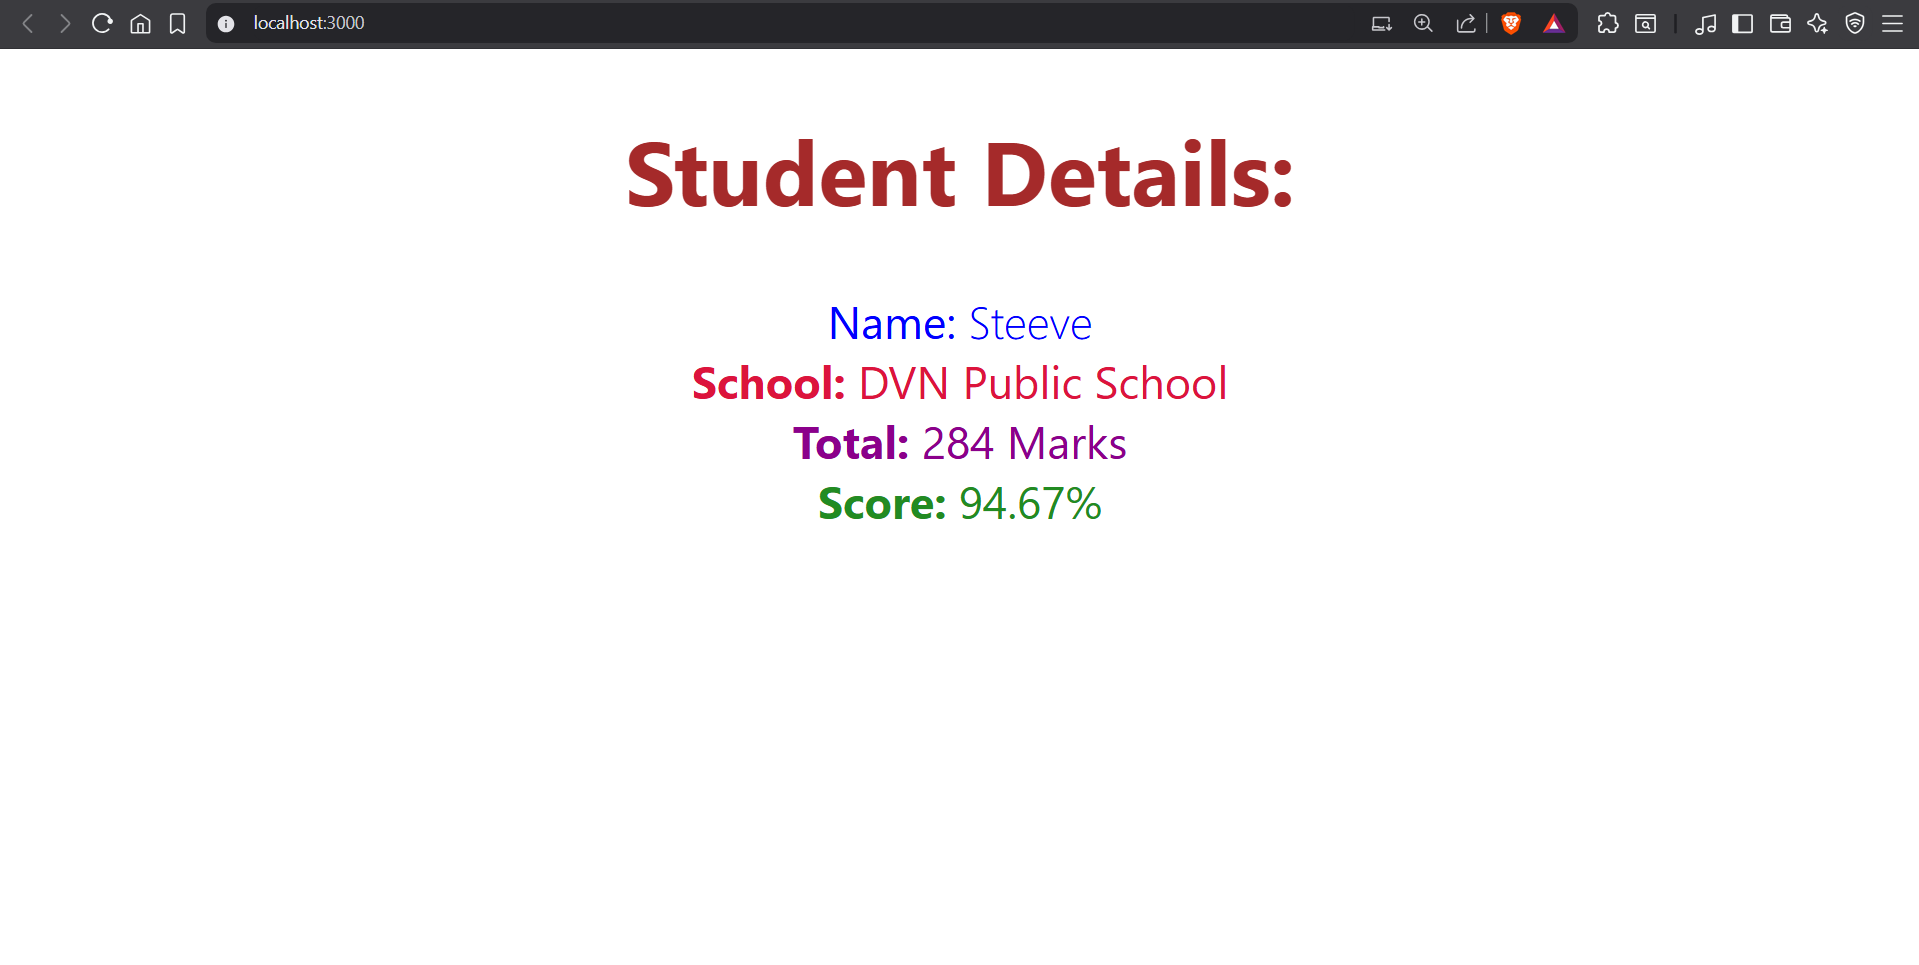 localhost:3000
Student Details:
Name: Steeve
School: DVN Public School
Total: 284 Marks
Score: 94.67%